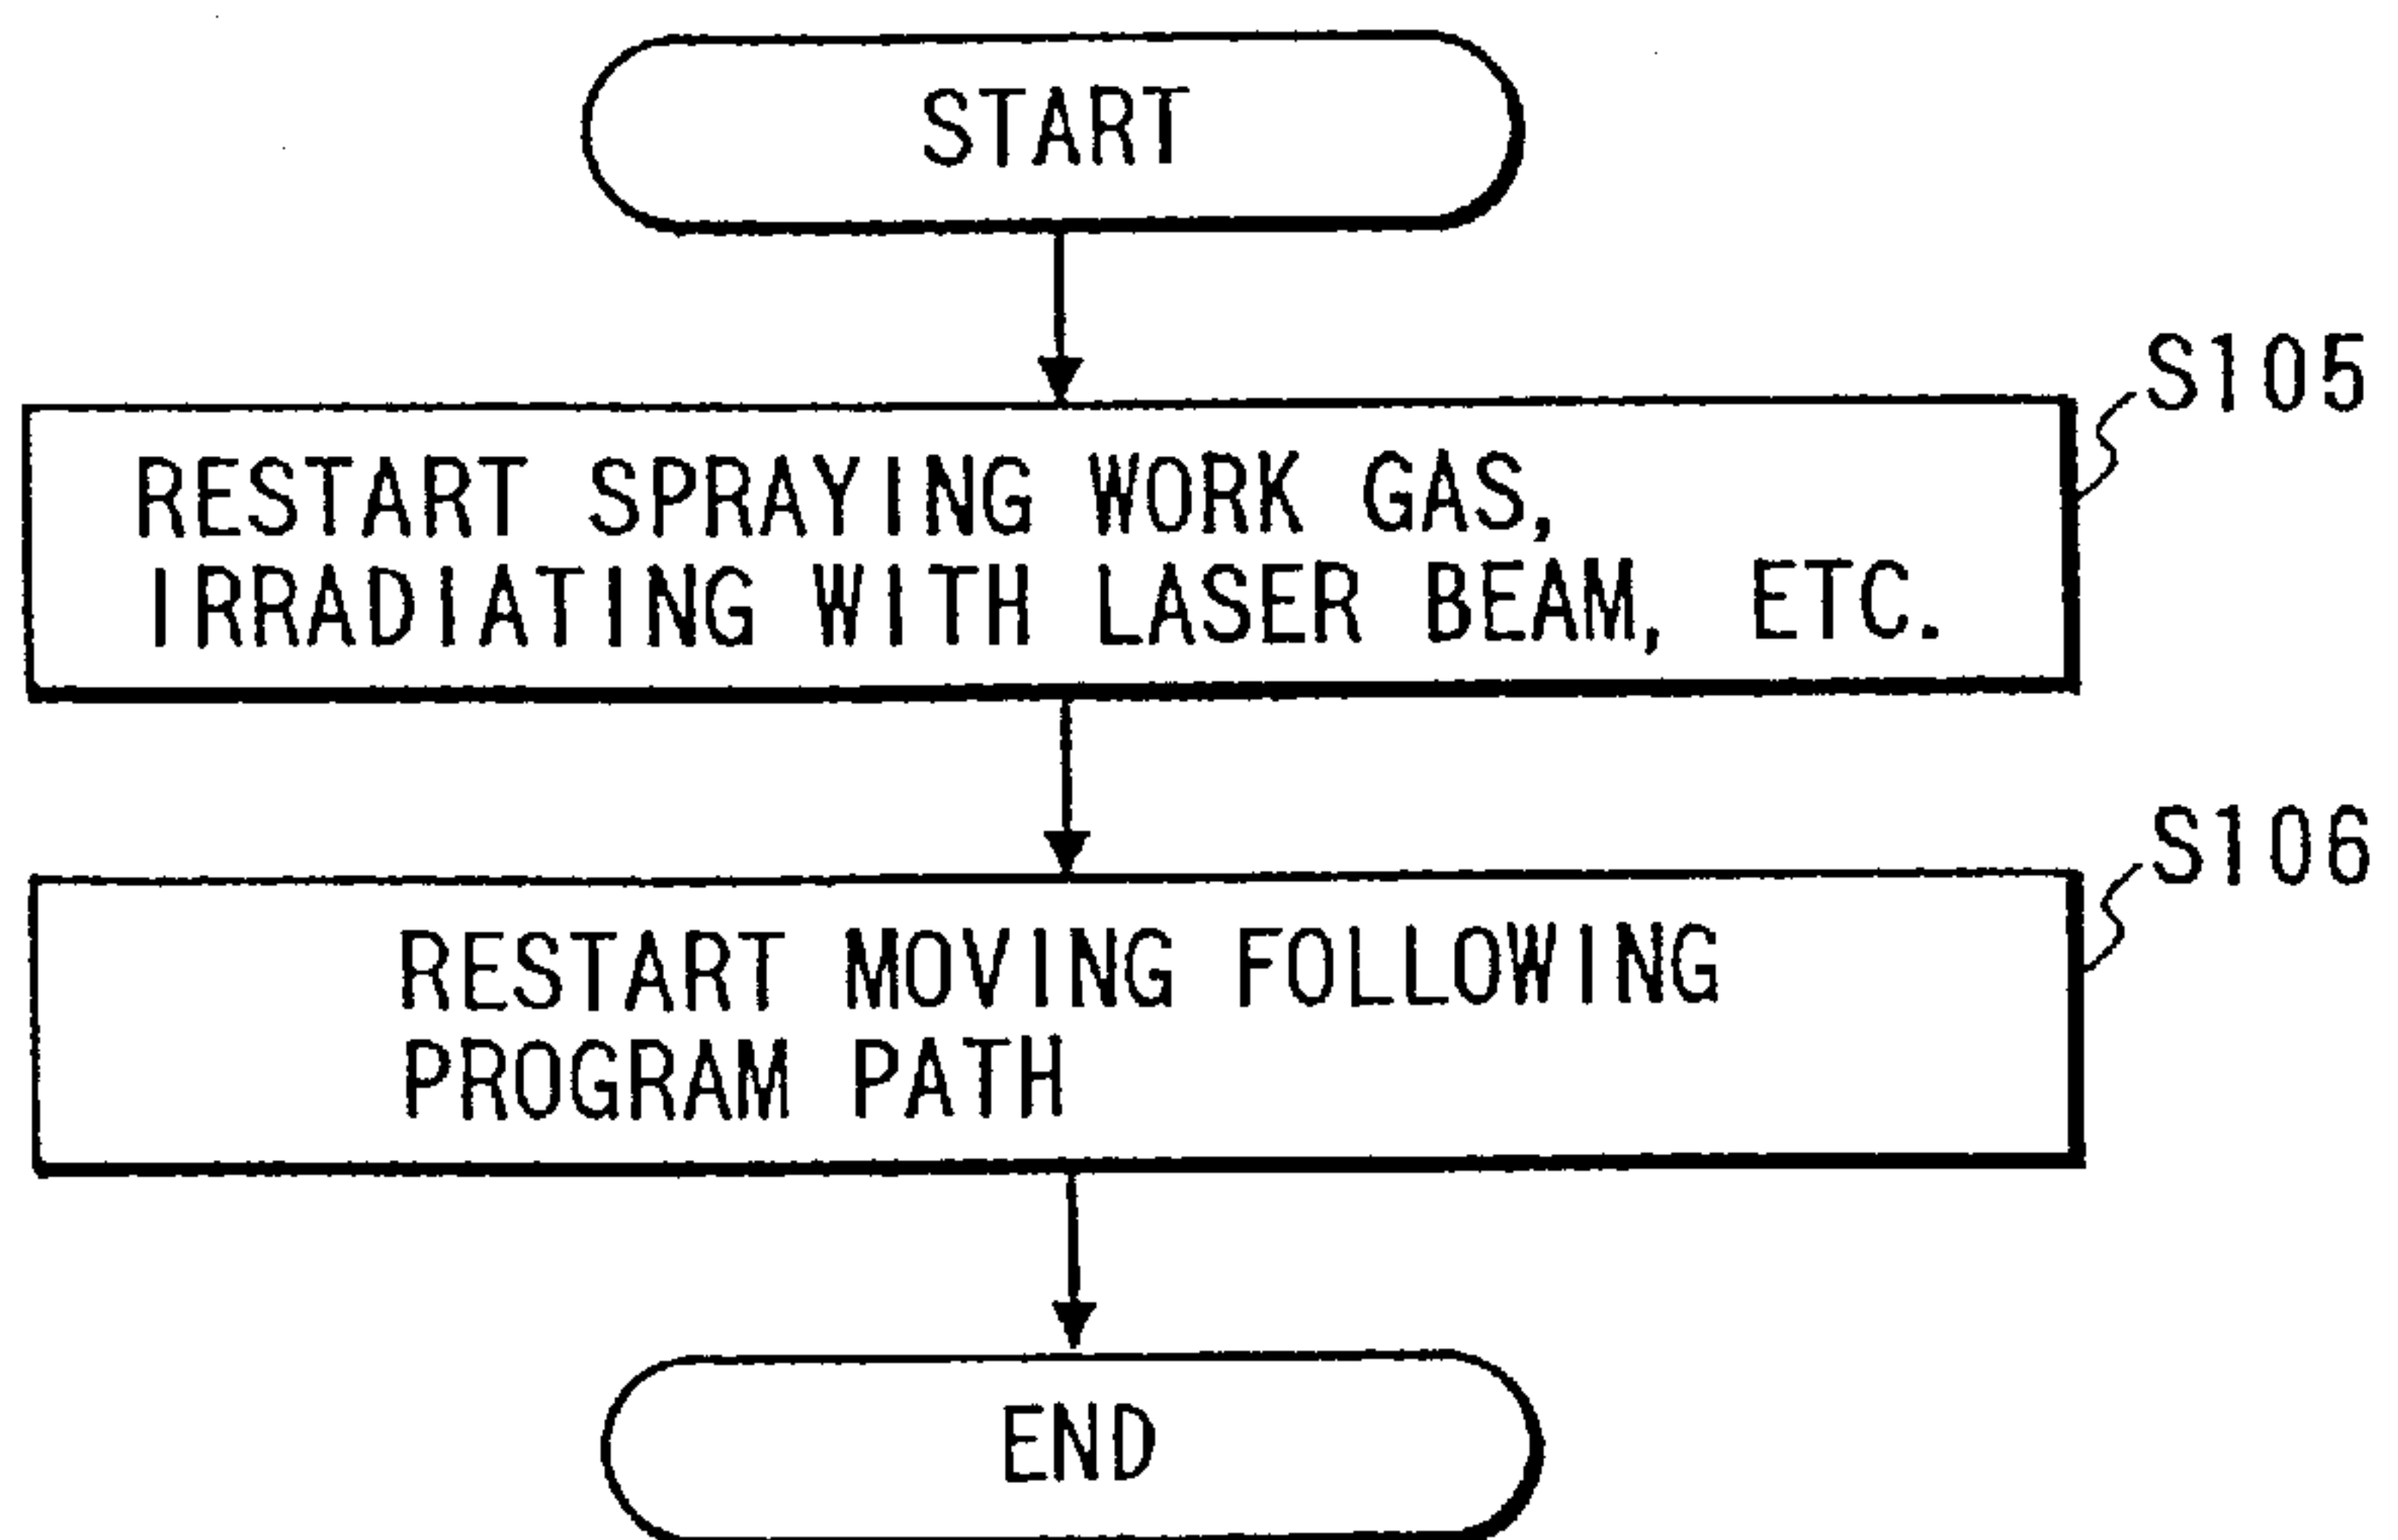 START
S105
RESTART SPRAYING WORK GAS,
IRRADIATING WITH LASER BEAM, ETC.
S106
RESTART MOVING FOLLOWING
PROGRAM PATH
END